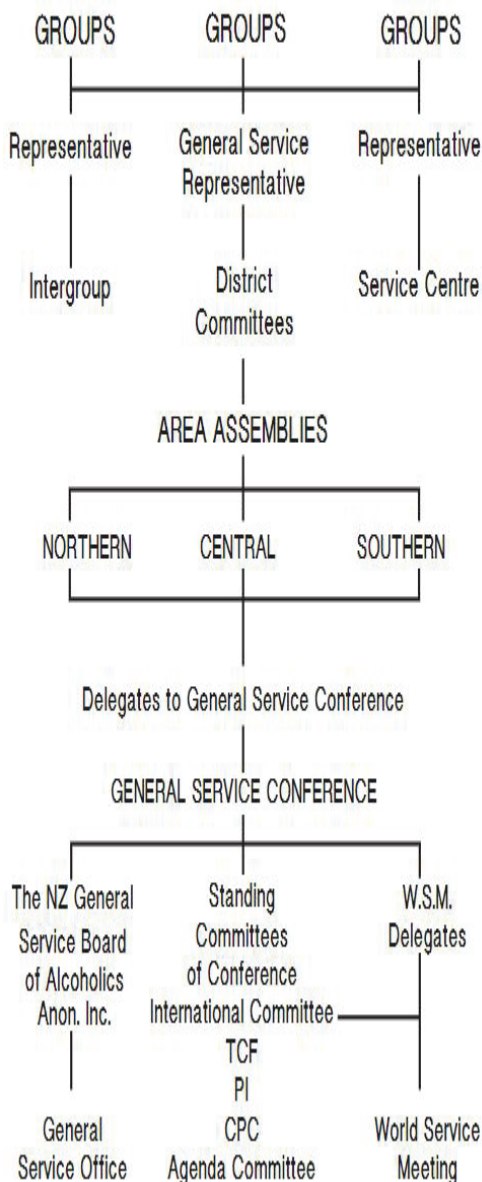 GROUPS GROUPS GROUPS
Representative
General Service
Representative
Representative
Intergroup
District
Committees
Service Centre
AREA ASSEMBLIES
NORTHERN CENTRAL SOUTHERN
Delegates to General Service Conference
GENERAL SERVICE CONFERENCE
The NZ General
Service Board
of Alcoholics
Anon. Inc.
Standing
Committees
of Conference
International Committee
TCF
PI
CPC
Agenda Committee
W.S.M.
Delegates
General
Service Office
World Service
Meeting